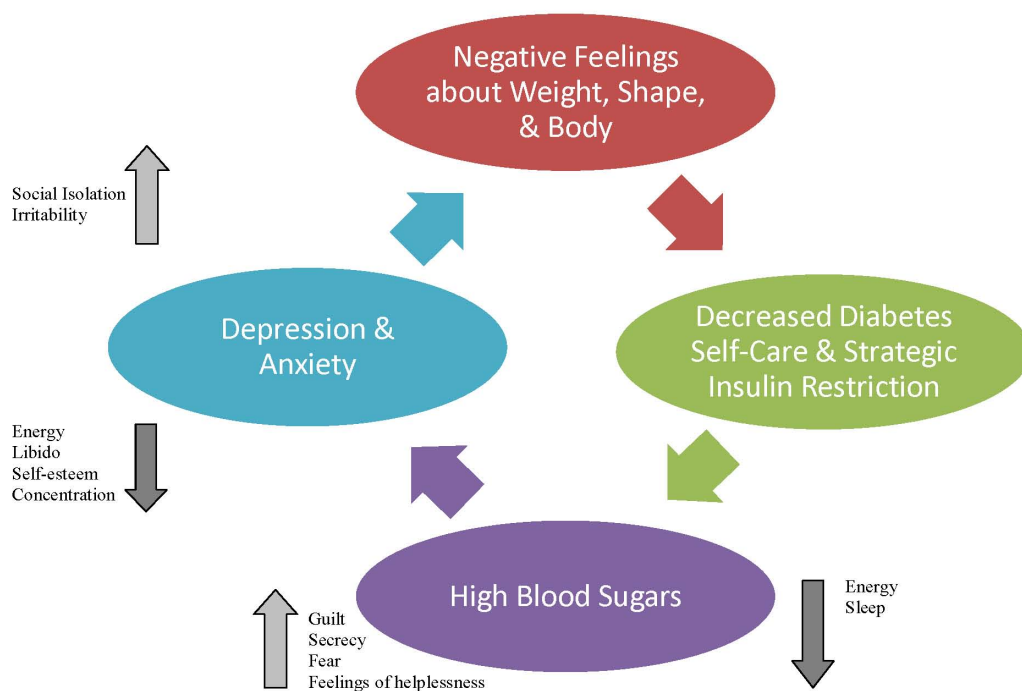 Negative Feelings
about Weight, Shape,
& Body
Social Isolation
Irritability
Depression &
Anxiety
Decreased Diabetes
Self-Care & Strategic
Insulin Restriction
Energy
Libido
Self-esteem
Concentration
High Blood Sugars
Guilt
Secrecy
Fear
Feelings of helplessness
Energy
Sleep